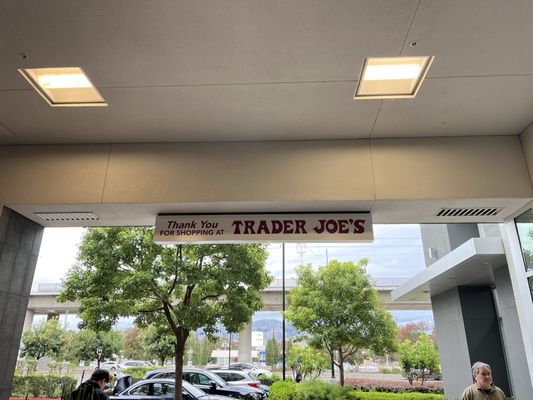 Thank You
FOR SHOPPING AT
TRADER JOE'S